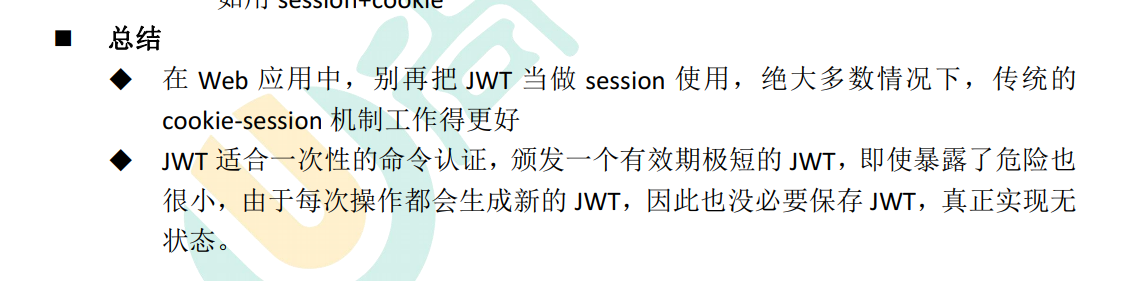 如用 session+cookie
■ 总结
◆ 在 Web 应用中，别再把 JWT 当做 session 使用，绝大多数情况下，传统的
cookie-session 机制工作得更好
◆ JWT 适合一次性的命令认证，颁发一个有效期极短的 JWT，即使暴露了危险也
很小，由于每次操作都会生成新的 JWT，因此也没必要保存 JWT，真正实现无
状态。